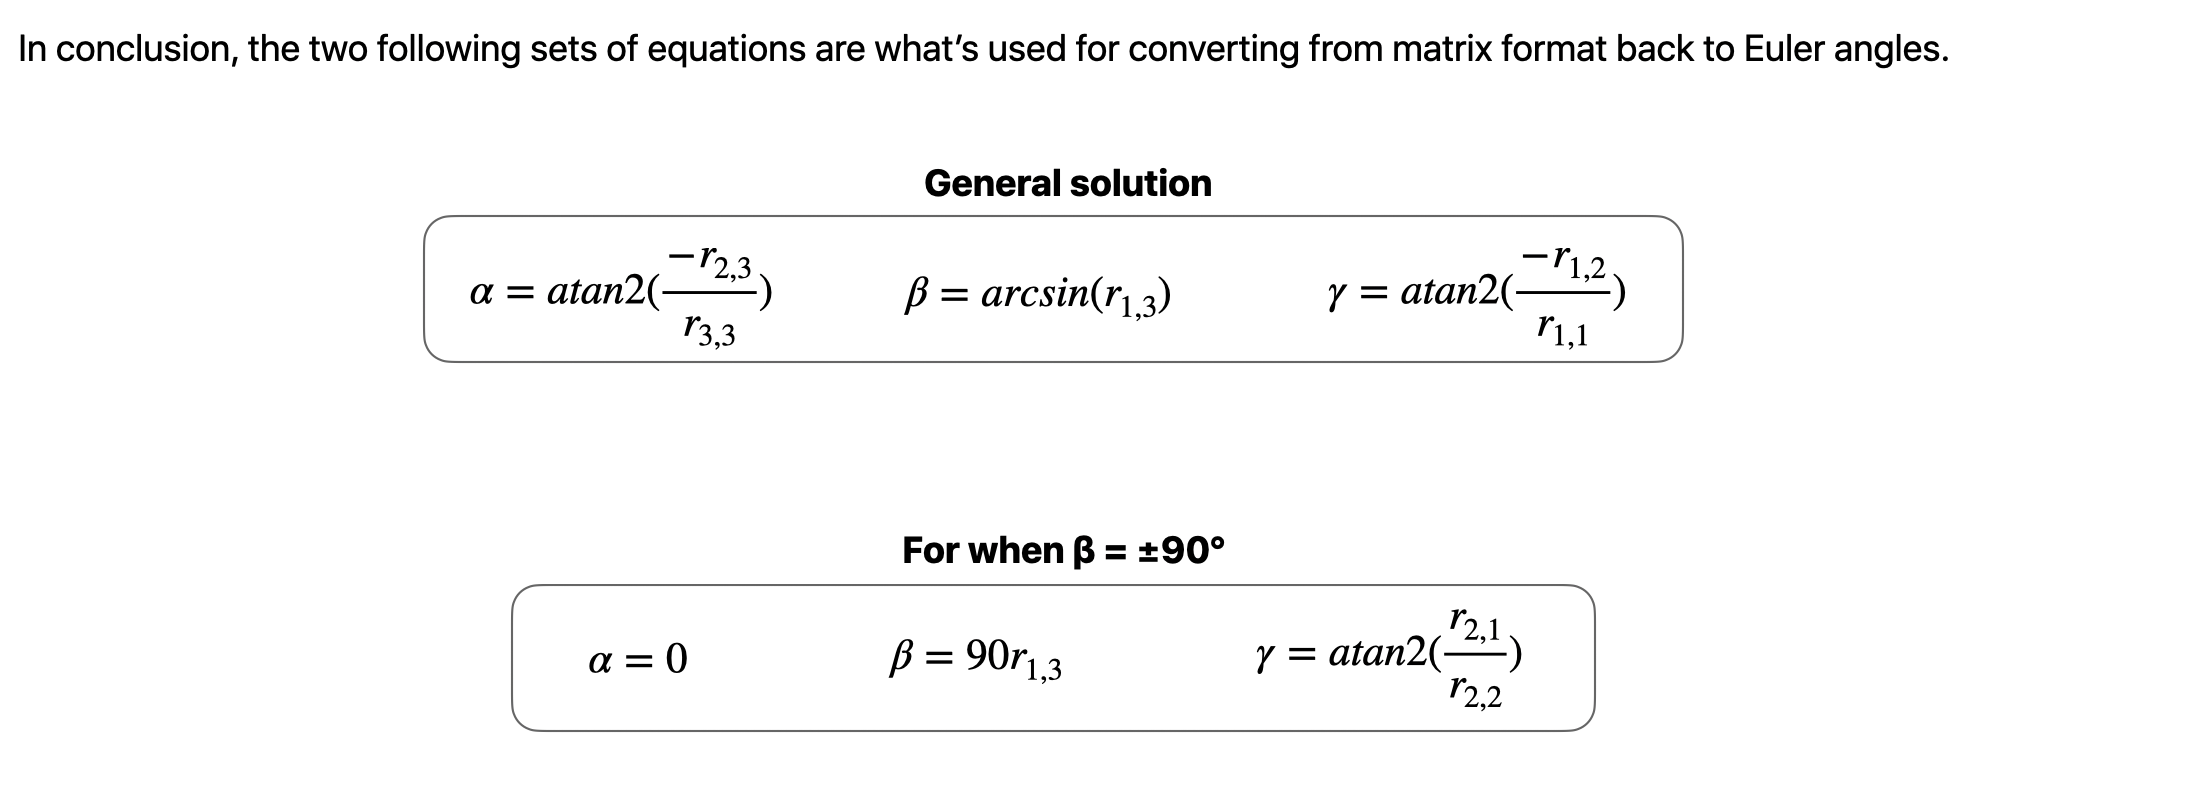 In conclusion, the two following sets of equations are what's used for converting from matrix format back to Euler angles.
General solution
α = atan2(−r2,3/r3,3) β = arcsin(r1,3) γ = atan2(−r1,2/r1,1)
For when β = ±90°
α = 0 β = 90r1,3 γ = atan2(r2,1/r2,2)